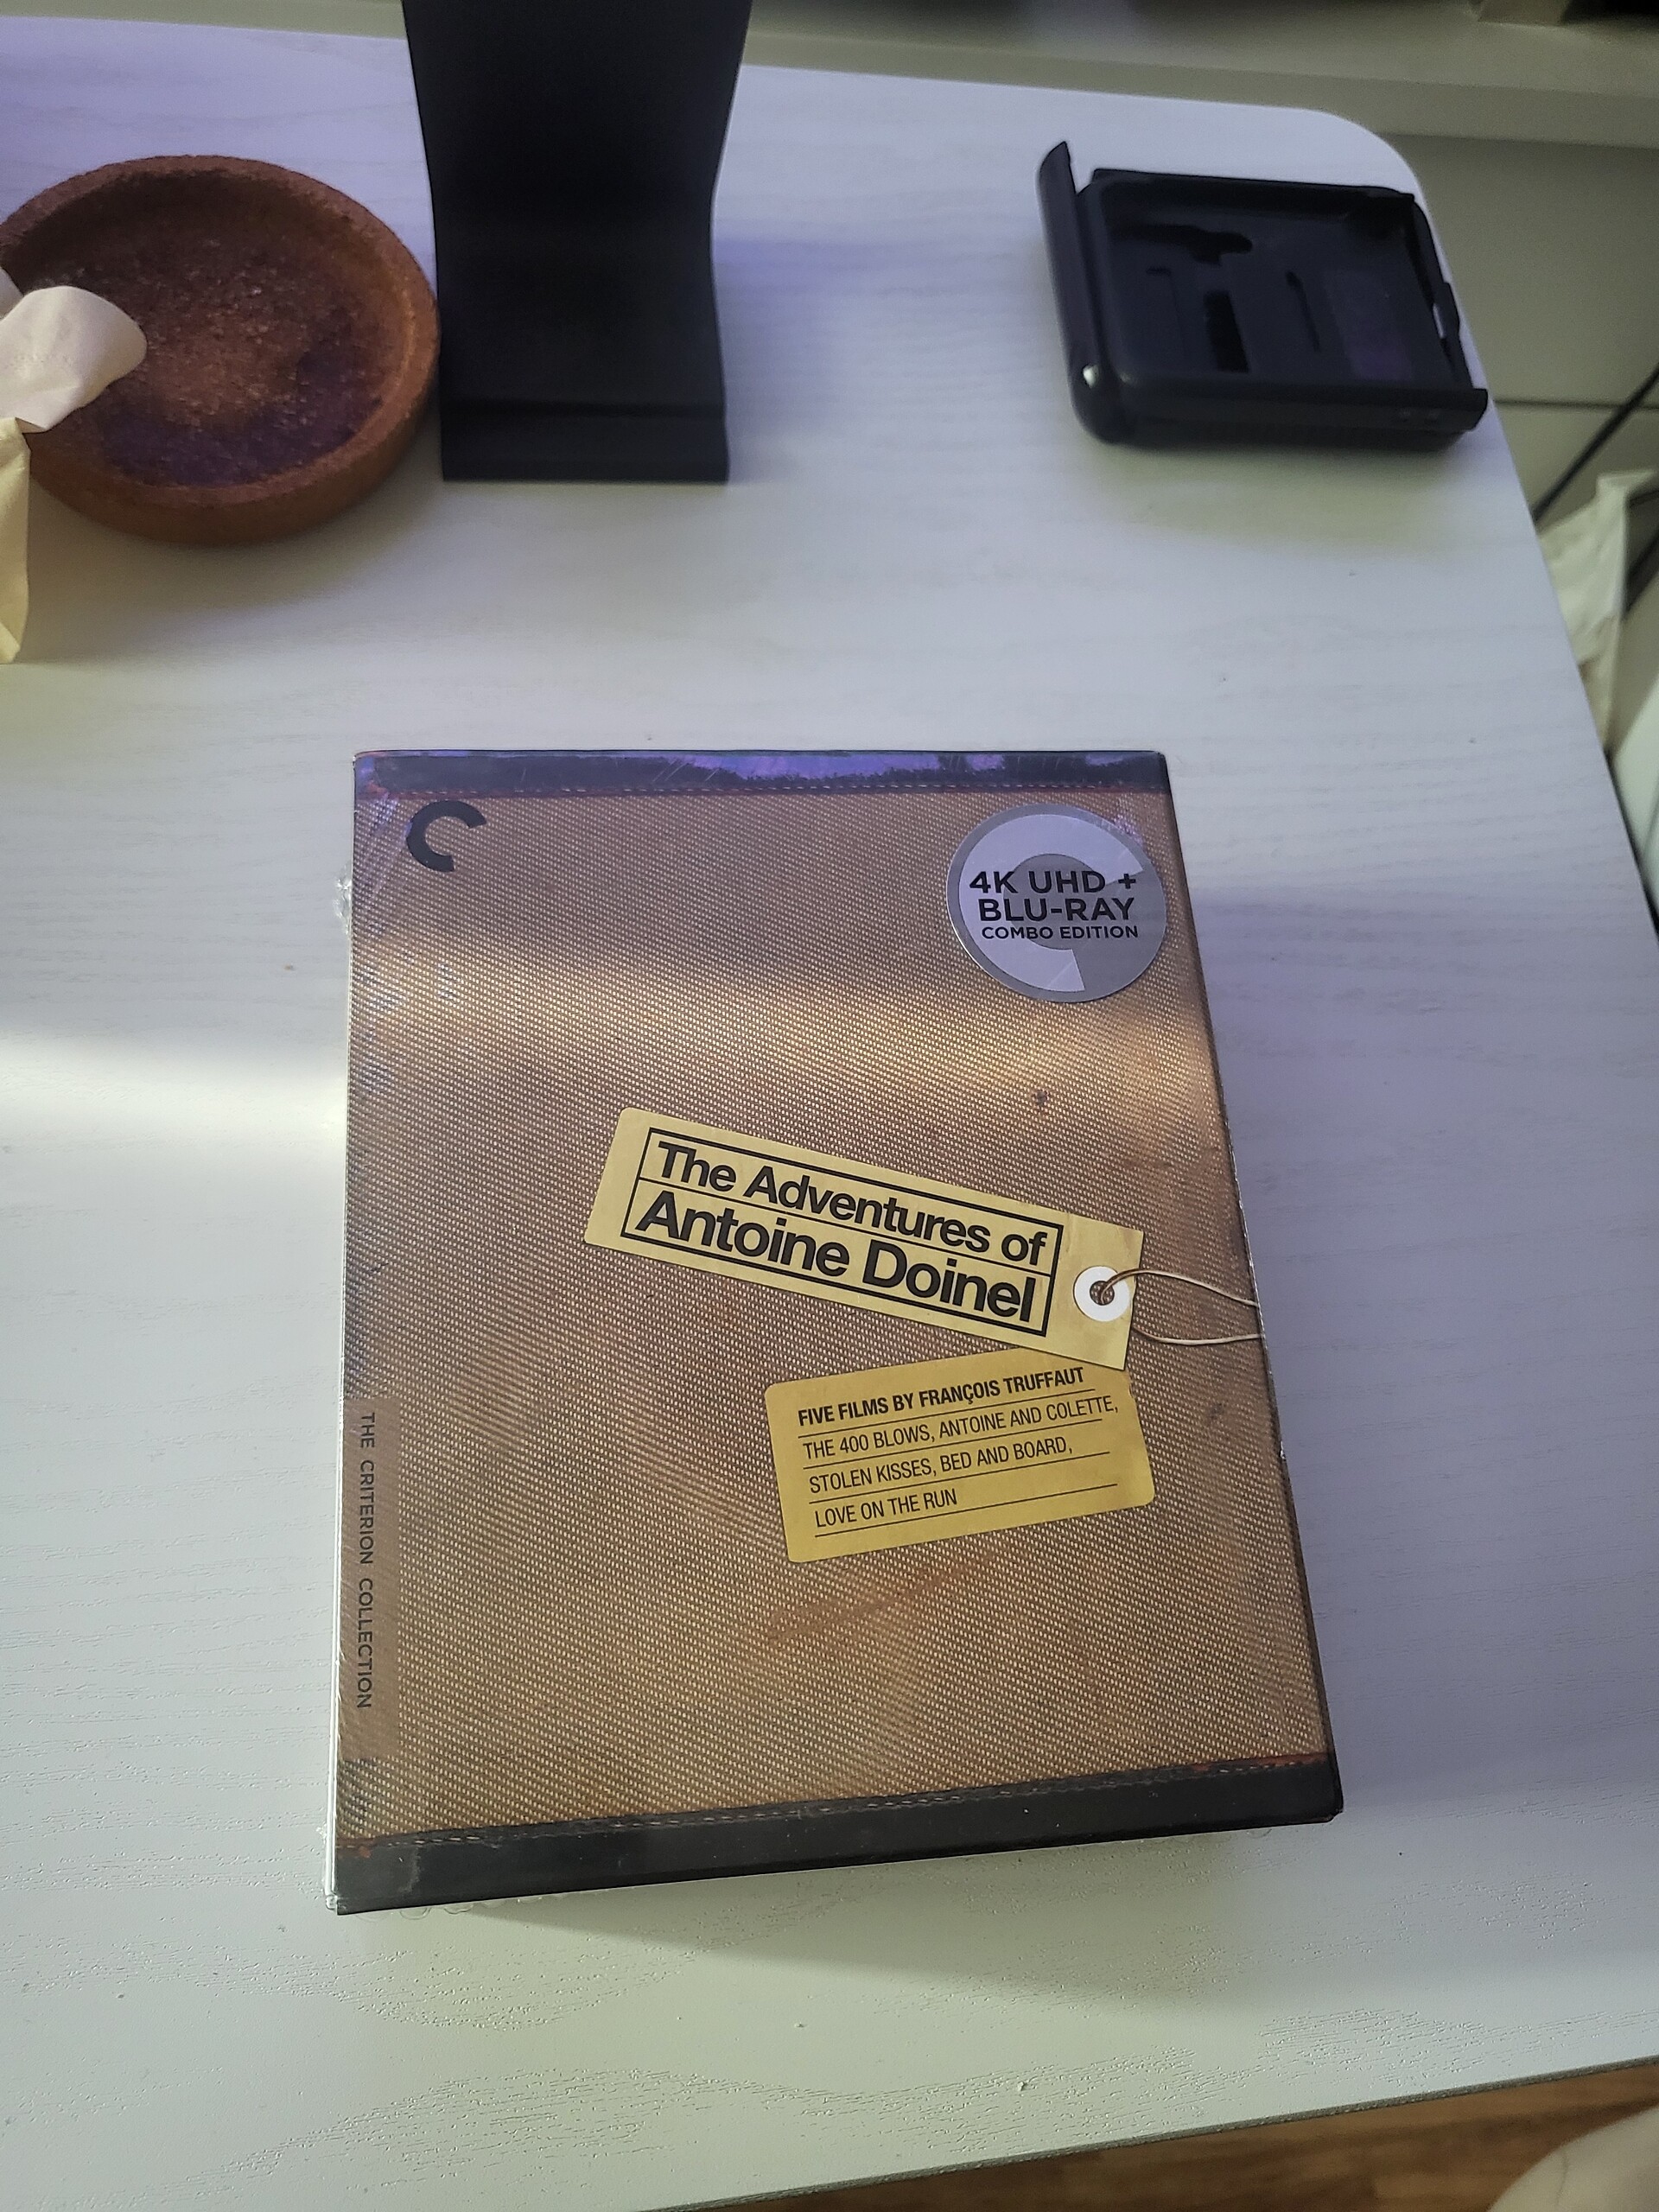 4K UHD +
BLU-RAY
COMBO EDITION
The Adventures of
Antoine Doinel
FIVE FILMS BY FRANÇOIS TRUFFAUT
THE 400 BLOWS, ANTOINE AND COLETTE,
STOLEN KISSES, BED AND BOARD,
LOVE ON THE RUN
THE CRITERION COLLECTION